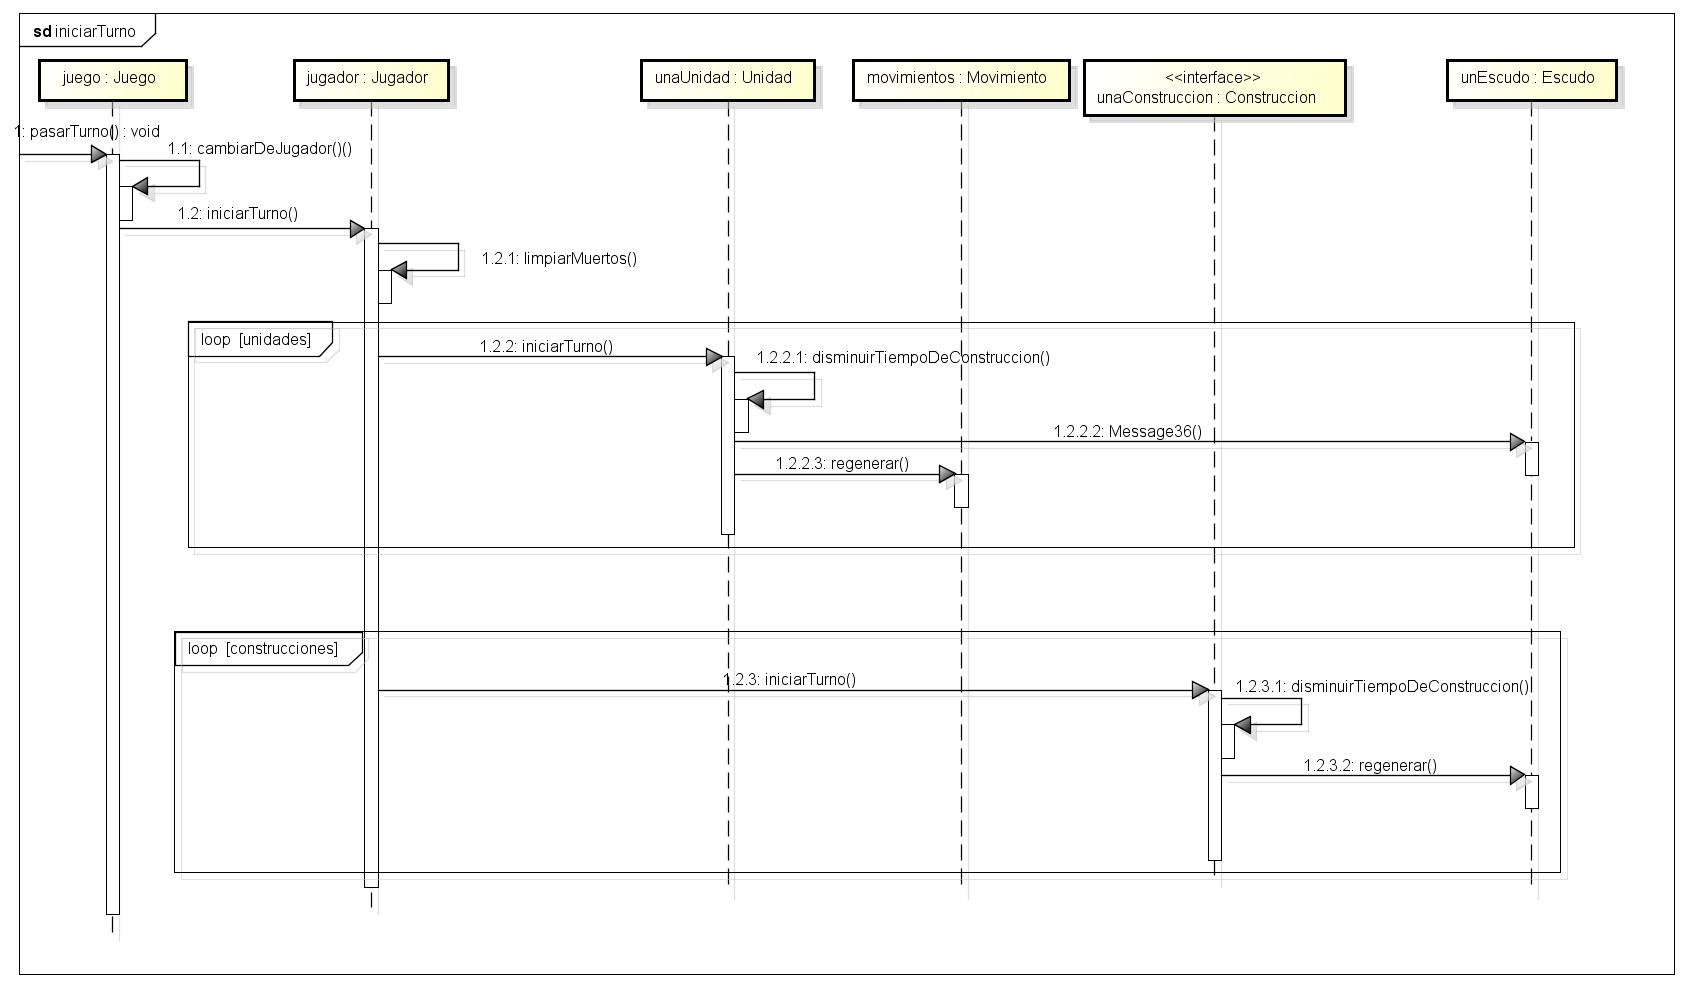 sd iniciarTurno
juego : Juego
jugador : Jugador
unaUnidad : Unidad
movimientos : Movimiento
<<interface>>
unaConstruccion : Construccion
unEscudo : Escudo
1: pasarTurno() : void
1.1: cambiarDeJugador()()
1.2: iniciarTurno()
1.2.1: limpiarMuertos()
loop [unidades]
1.2.2: iniciarTurno()
1.2.2.1: disminuirTiempoDeConstruccion()
1.2.2.2: Message36()
1.2.2.3: regenerar()
loop [construcciones]
1.2.3: iniciarTurno()
1.2.3.1: disminuirTiempoDeConstruccion()
1.2.3.2: regenerar()